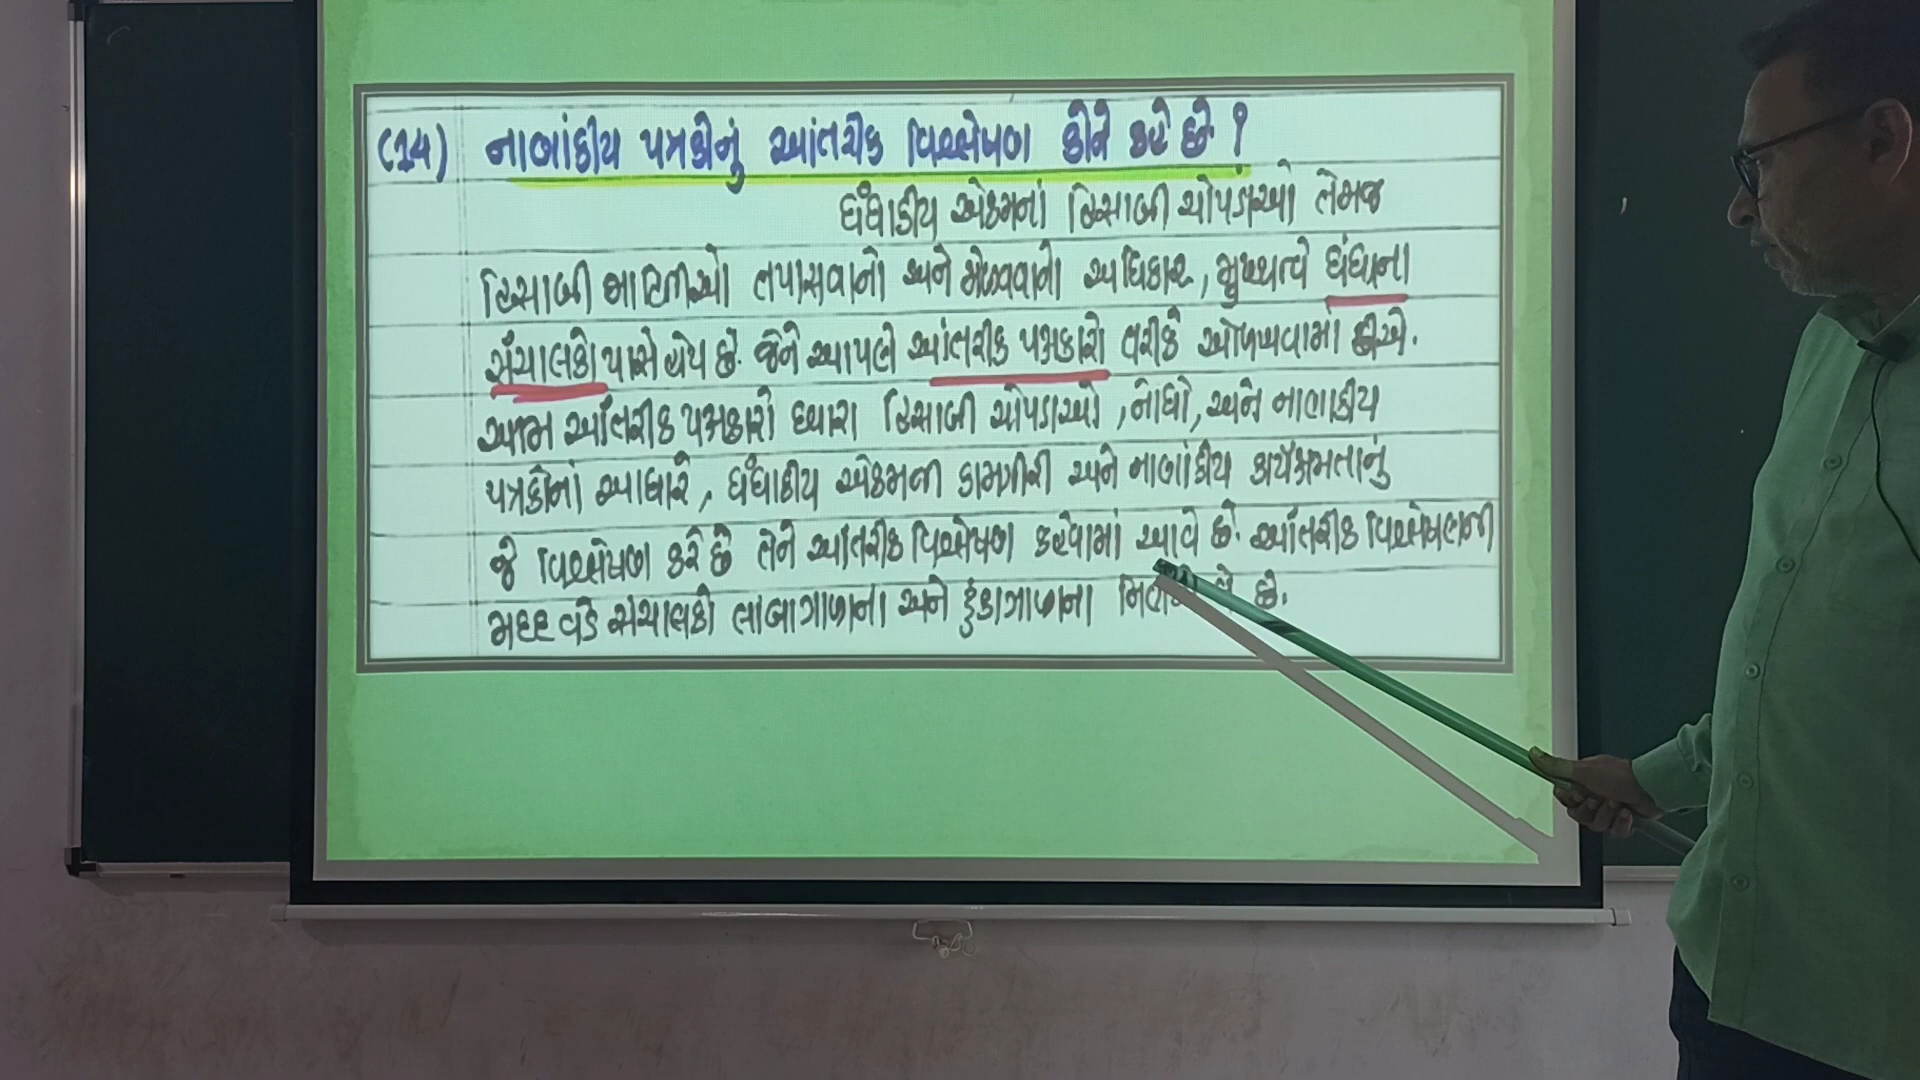 (14) નાણાંકીય પત્રકોનું આંતરીક વિશ્લેષણ કોને કહે છે ?
ધંધાકીય એકમનાં હિસાબી ચોપડાઓ તેમજ
હિસાબી માહિતીઓ તપાસવાનો અને મેળવવાનો અધિકાર, મુખ્યત્વે ધંધાના
સંચાલકો પાસે હોય છે. જેને આપણે આંતરીક પક્ષકારો તરીકે ઓળખવામાં છીએ.
આમ આંતરીક પક્ષકારો ધ્વારા હિસાબી ચોપડાઓ, નોધો, અને નાણાકીય
પત્રકોનાં આધારે, ધંધાકીય એકમની કામગીરી અને નાણાંકીય કાર્યક્ષમતાનું
જે વિશ્લેષણ કરે છે તેને આંતરીક વિશ્લેષણ કહેવામાં આવે છે. આંતરીક વિશ્લેષણની
મદદ વડે સંચાલકો લાંબાગાળાના અને ટુંકાગાળાના છે.